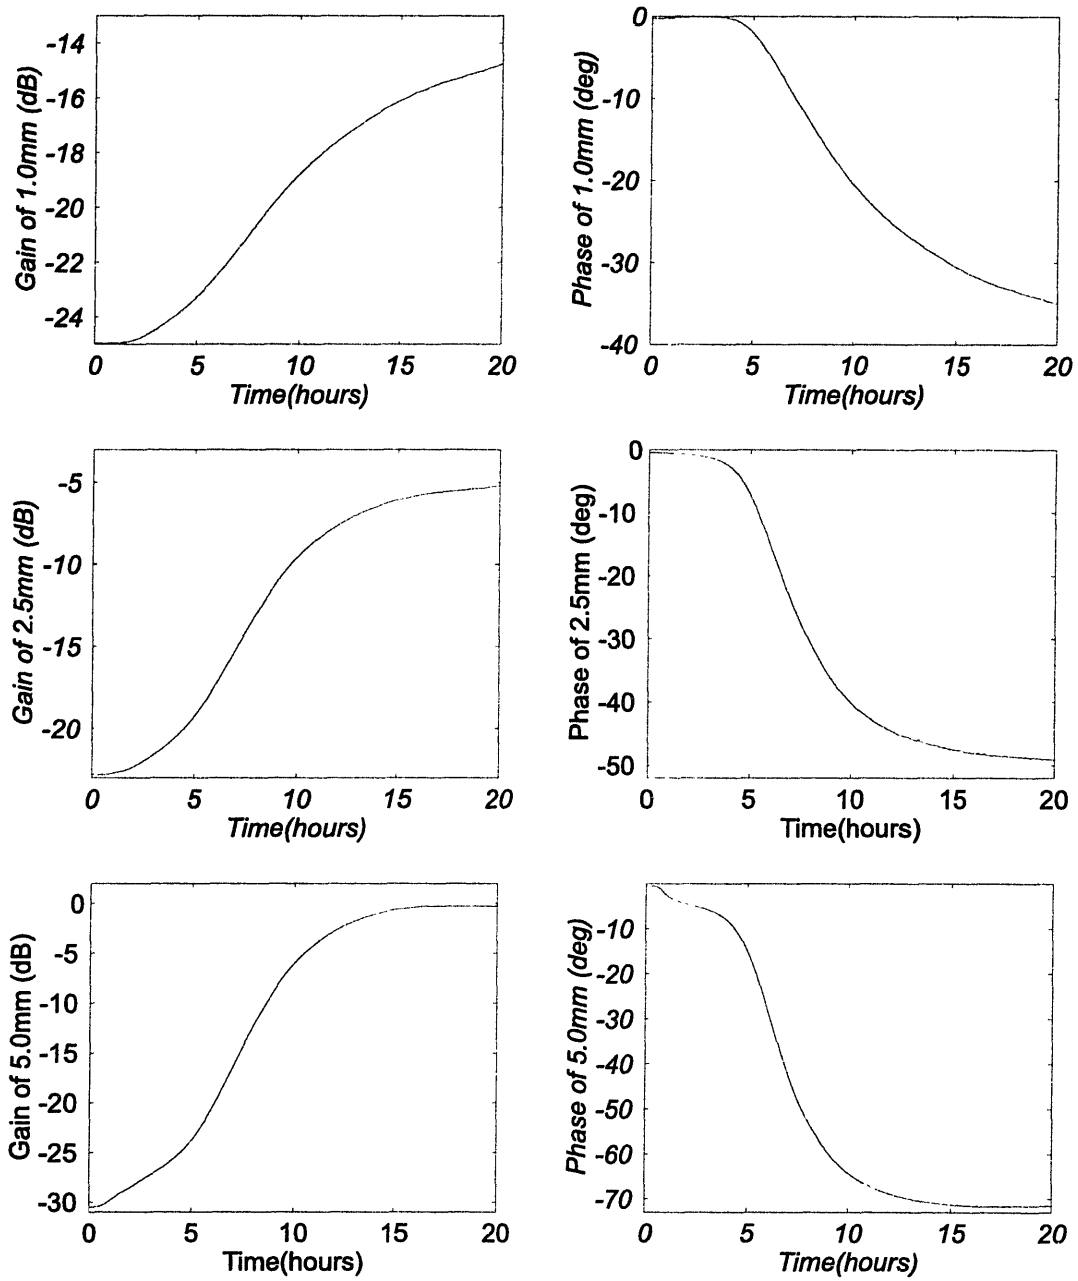 Gain of 1.0mm (dB)
-14
-16
-18
-20
-22
-24
0 5 10 15 20
Time(hours)
Phase of 1.0mm (deg)
0
-10
-20
-30
-40
0 5 10 15 20
Time(hours)
Gain of 2.5mm (dB)
-5
-10
-15
-20
0 5 10 15 20
Time(hours)
Phase of 2.5mm (deg)
0
-10
-20
-30
-40
-50
0 5 10 15 20
Time(hours)
Gain of 5.0mm (dB)
0
-5
-10
-15
-20
-25
-30
0 5 10 15 20
Time(hours)
Phase of 5.0mm (deg)
-10
-20
-30
-40
-50
-60
-70
0 5 10 15 20
Time(hours)